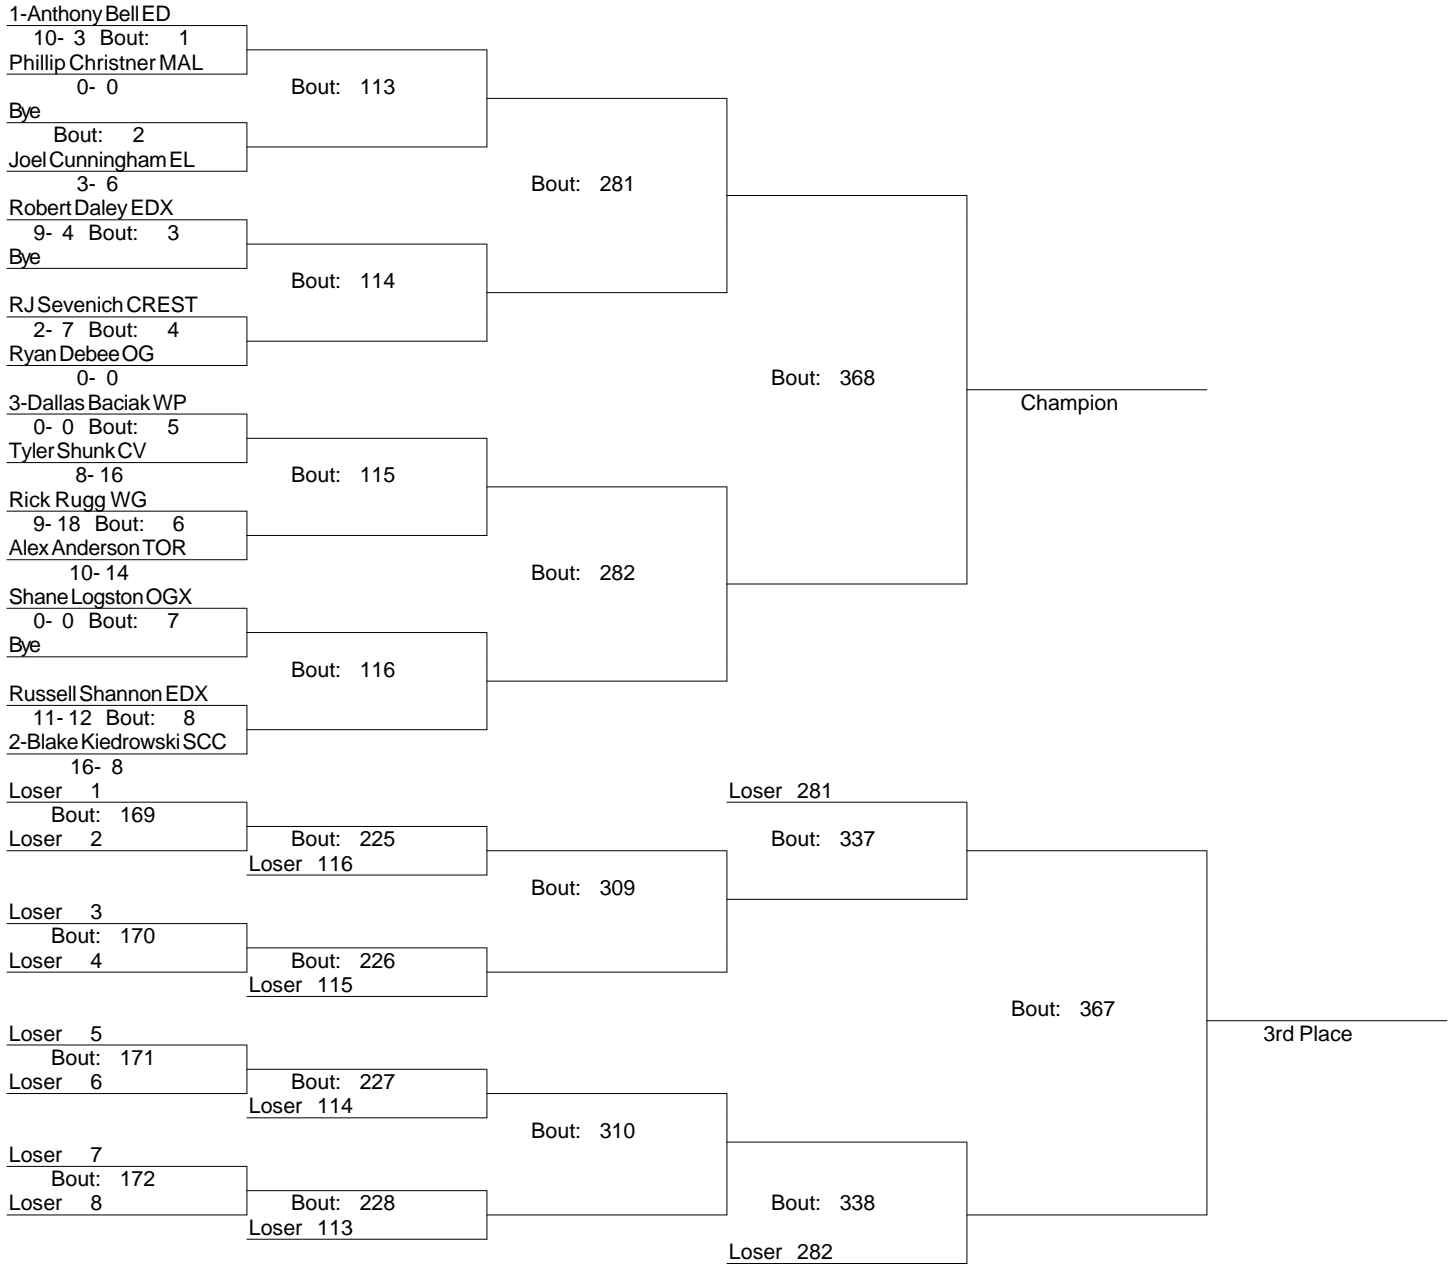 1-Anthony Bell ED
10- 3 Bout: 1
Phillip Christner MAL
0- 0
Bout: 113
Bye
Bout: 2
Joel Cunningham EL
3- 6
Bout: 281
Robert Daley EDX
9- 4 Bout: 3
Bye
Bout: 114
RJ Sevenich CREST
2- 7 Bout: 4
Ryan Debee OG
0- 0
Bout: 368
Champion
3-Dallas Baciak WP
0- 0 Bout: 5
Tyler Shunk CV
8- 16
Bout: 115
Rick Rugg WG
9- 18 Bout: 6
Alex Anderson TOR
10- 14
Bout: 282
Shane Logston OGX
0- 0 Bout: 7
Bye
Bout: 116
Russell Shannon EDX
11- 12 Bout: 8
2-Blake Kiedrowski SCC
16- 8
Loser 1
Bout: 169
Loser 2
Bout: 225
Loser 116
Loser 281
Bout: 337
Bout: 309
Loser 3
Bout: 170
Loser 4
Bout: 226
Loser 115
Bout: 367
3rd Place
Loser 5
Bout: 171
Loser 6
Bout: 227
Loser 114
Bout: 310
Loser 7
Bout: 172
Loser 8
Bout: 228
Loser 113
Bout: 338
Loser 282